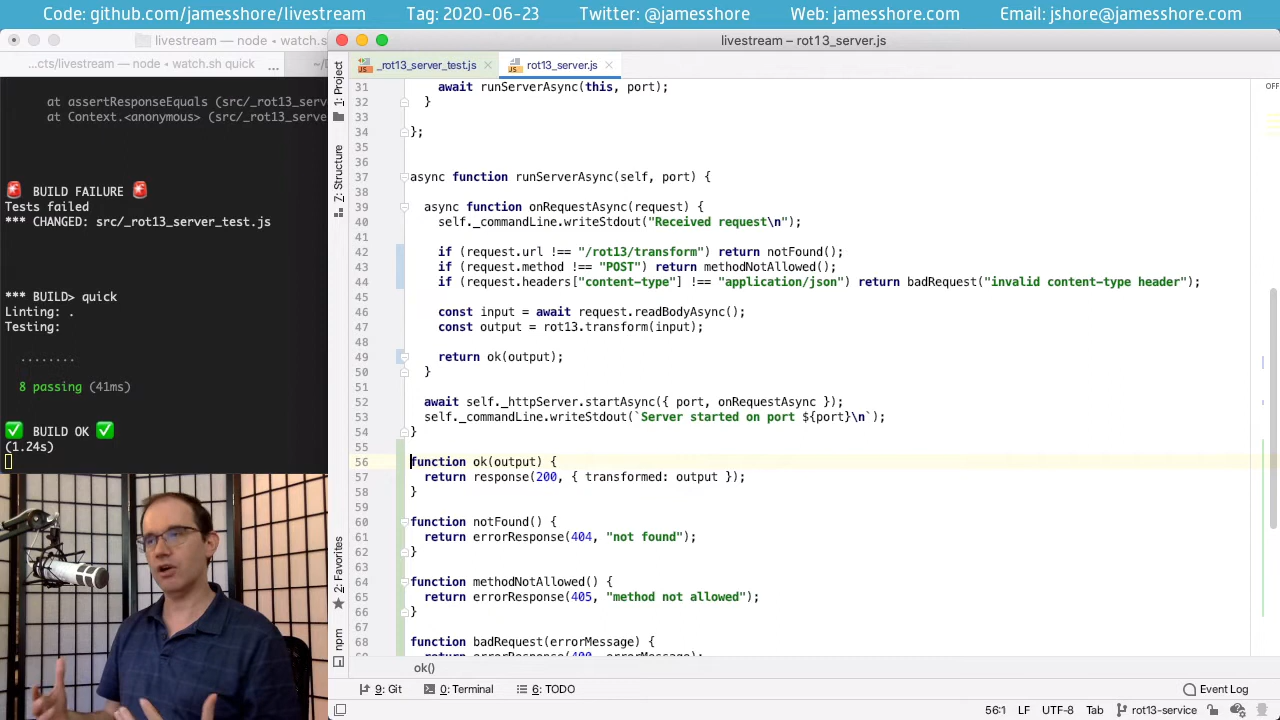 Code: github.com/jamesshore/livestream Tag: 2020-06-23 Twitter: @jamesshore Web: jamesshore.com Email: jshore@jamesshore.com
livestream — node ◂ watch.s
...cts/livestream — node ◂ watch.sh quick ...
at assertResponseEquals (src/_rot13_serv
at Context.<anonymous> (src/_rot13_serve
BUILD FAILURE
Tests failed
*** CHANGED: src/_rot13_server_test.js
*** BUILD> quick
Linting: .
Testing:
........
8 passing (41ms)
BUILD OK
(1.24s)
livestream – rot13_server.js
_rot13_server_test.js
rot13_server.js
OFF
1: Project
7: Structure
2: Favorites
npm
31 await runServerAsync(this, port);
32 }
33
34 };
35
36
37 async function runServerAsync(self, port) {
38
39 async function onRequestAsync(request) {
40 self._commandLine.writeStdout("Received request\n");
41
42 if (request.url !== "/rot13/transform") return notFound();
43 if (request.method !== "POST") return methodNotAllowed();
44 if (request.headers["content-type"] !== "application/json") return badRequest("invalid content-type header");
45
46 const input = await request.readBodyAsync();
47 const output = rot13.transform(input);
48
49 return ok(output);
50 }
51
52 await self._httpServer.startAsync({ port, onRequestAsync });
53 self._commandLine.writeStdout(`Server started on port ${port}\n`);
54 }
55
56 function ok(output) {
57 return response(200, { transformed: output });
58 }
59
60 function notFound() {
61 return errorResponse(404, "not found");
62 }
63
64 function methodNotAllowed() {
65 return errorResponse(405, "method not allowed");
66 }
67
68 function badRequest(errorMessage) {
69 return errorResponse(400, errorMessage);
ok()
9: Git 0: Terminal 6: TODO Event Log
56:1 LF UTF-8 Tab rot13-service